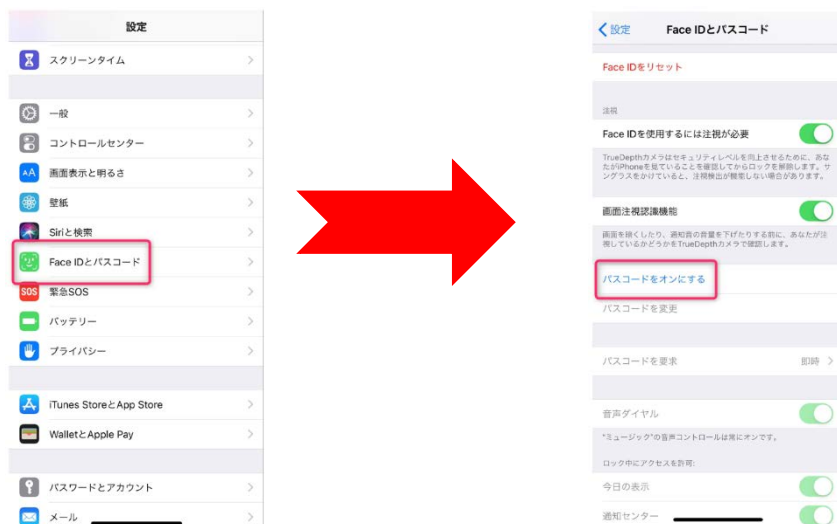 設定
スクリーンタイム
一般
コントロールセンター
AA 画面表示と明るさ
壁紙
Siriと検索
Face IDとパスコード
SOS 緊急SOS
バッテリー
プライバシー
iTunes StoreとApp Store
WalletとApple Pay
パスワードとアカウント
メール
設定 Face IDとパスコード
Face IDをリセット
注視
Face IDを使用するには注視が必要
TrueDepthカメラはセキュリティレベルを向上させるために、あな
たがiPhoneを見ていることを確認してからロックを解除します。サ
ングラスをかけていると、注視検出が機能しない場合があります。
画面注視認識機能
画面を暗くしたり、通知音の音量を下げたりする前に、あなたが注
視しているかどうかをTrueDepthカメラで確認します。
パスコードをオンにする
パスコードを変更
パスコードを要求 即時
音声ダイヤル
"ミュージック"の音声コントロールは常にオンです。
ロック中にアクセスを許可:
今日の表示
通知センター